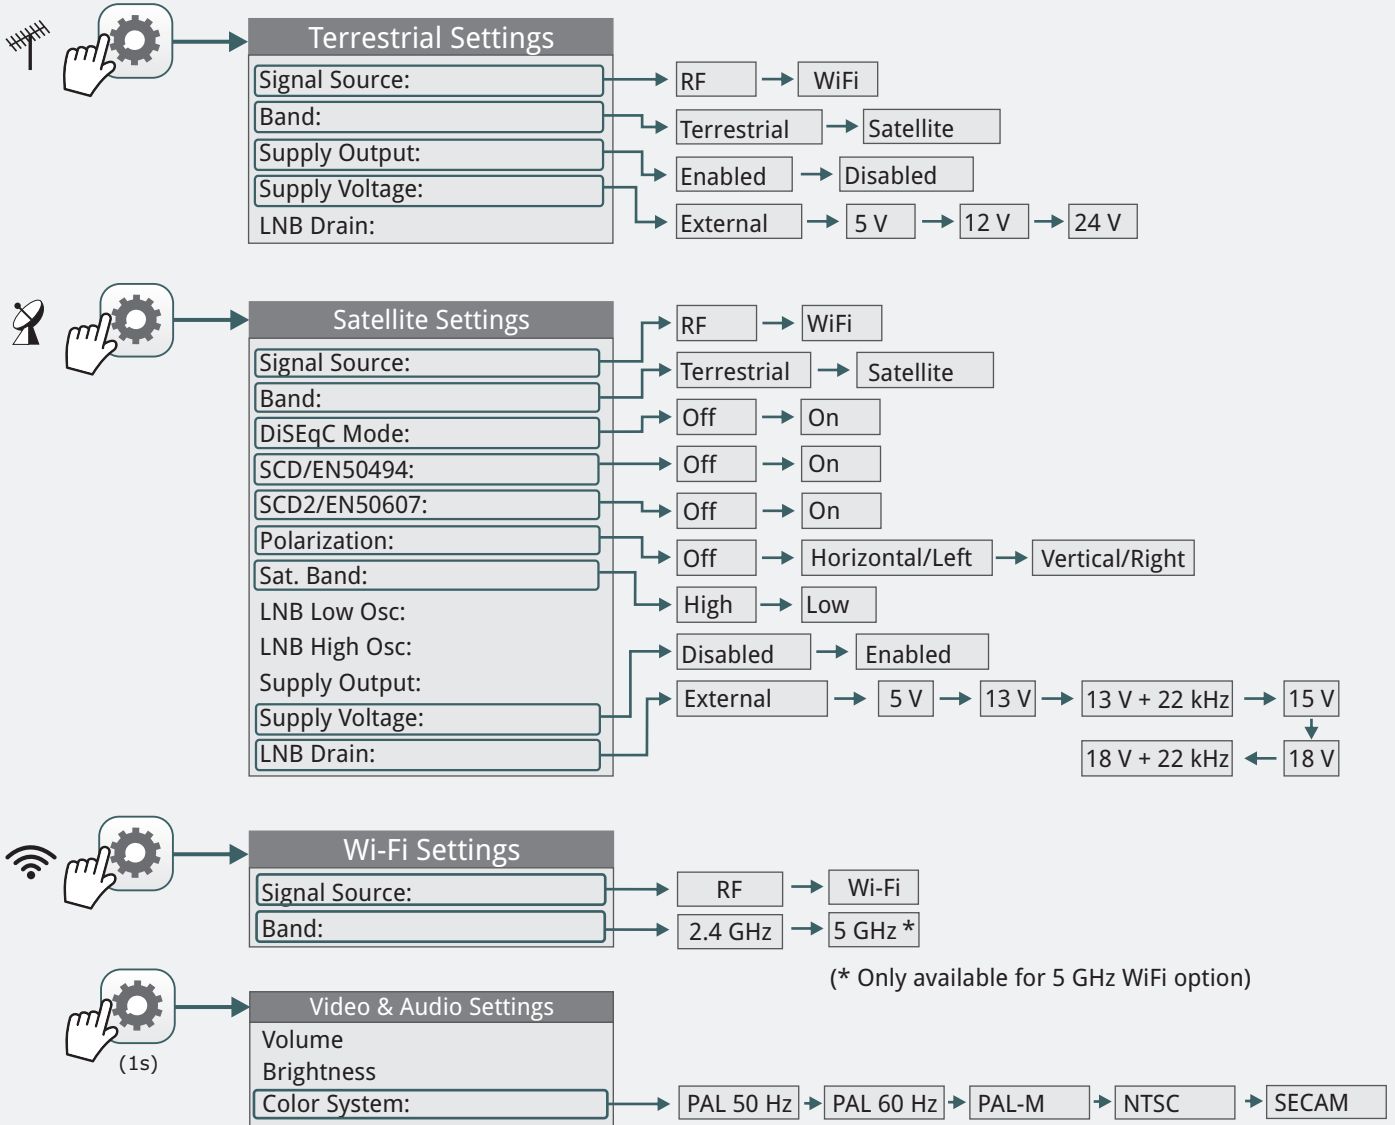 Terrestrial Settings
Signal Source:
RF
WiFi
Band:
Terrestrial
Satellite
Supply Output:
Enabled
Disabled
Supply Voltage:
External
5 V
12 V
24 V
LNB Drain:
Satellite Settings
Signal Source:
RF
WiFi
Band:
Terrestrial
Satellite
DiSEqC Mode:
Off
On
SCD/EN50494:
Off
On
SCD2/EN50607:
Off
On
Polarization:
Off
Horizontal/Left
Vertical/Right
Sat. Band:
High
Low
LNB Low Osc:
LNB High Osc:
Supply Output:
Supply Voltage:
Disabled
Enabled
LNB Drain:
External
5 V
13 V
13 V + 22 kHz
15 V
18 V
18 V + 22 kHz
Wi-Fi Settings
Signal Source:
RF
Wi-Fi
Band:
2.4 GHz
5 GHz *
(* Only available for 5 GHz WiFi option)
(1s)
Video & Audio Settings
Volume
Brightness
Color System:
PAL 50 Hz
PAL 60 Hz
PAL-M
NTSC
SECAM